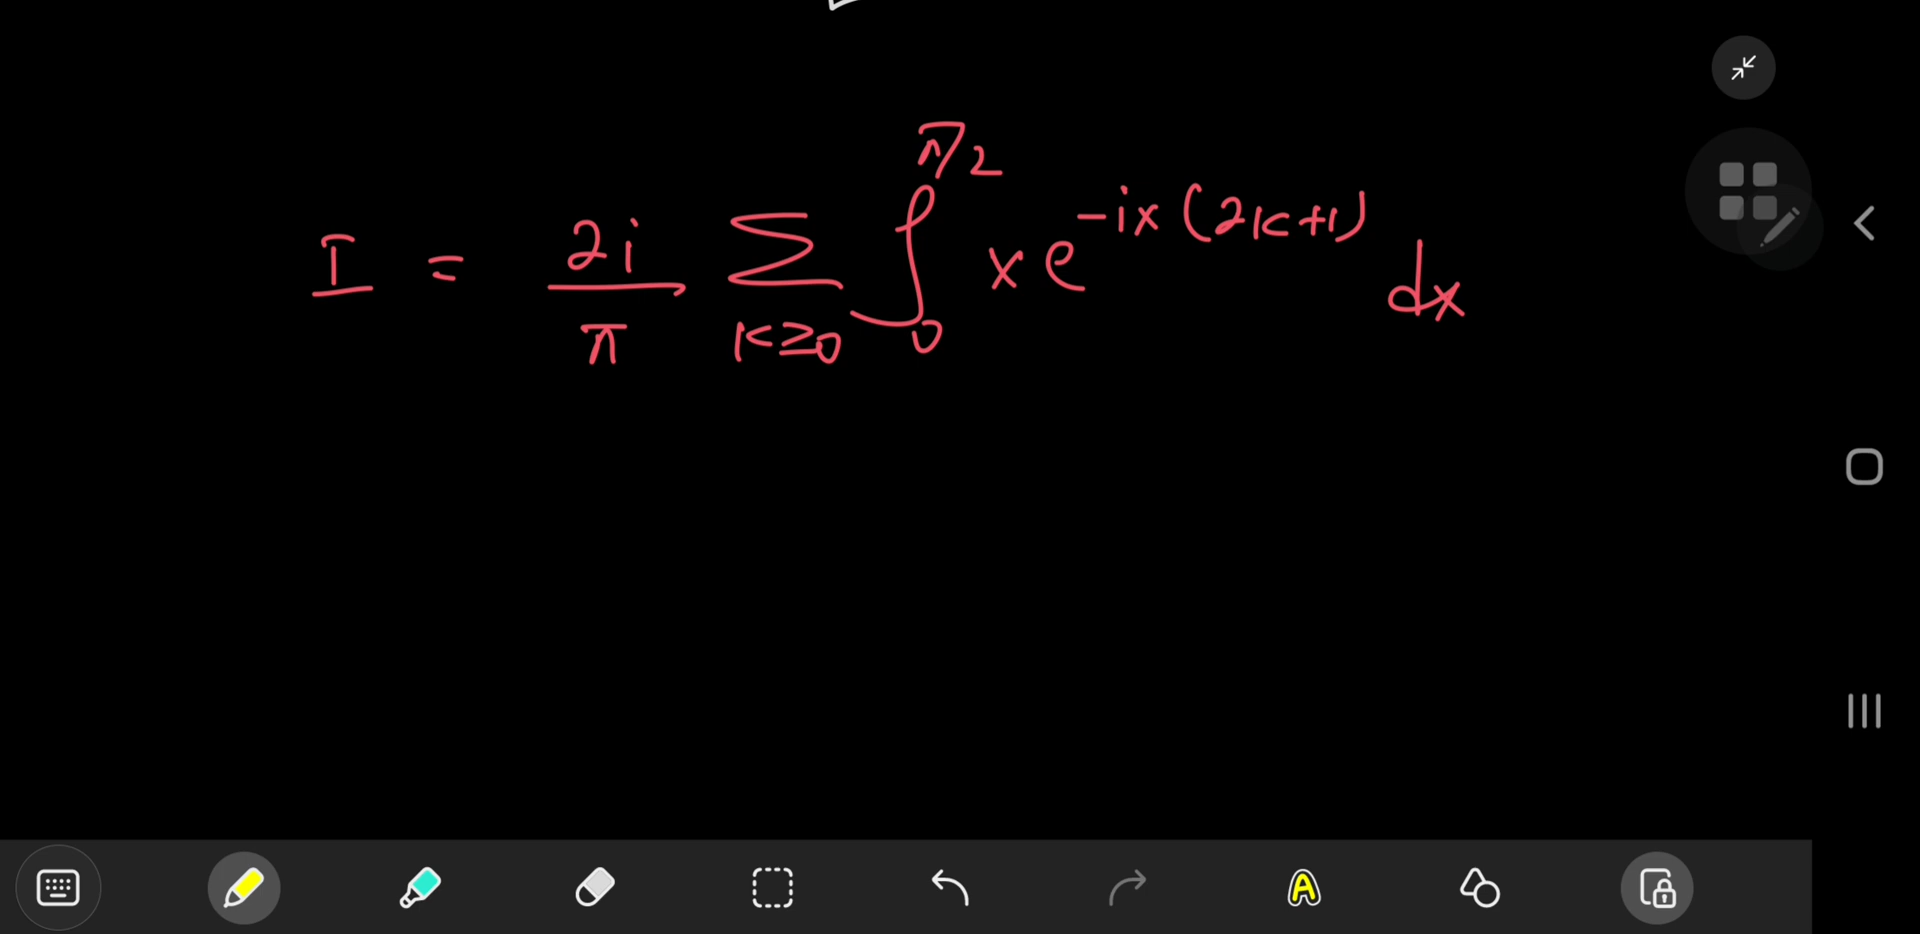 I = 2i/π ∑_{k≥0} ∫_0^{π/2} x e^{-ix(2k+1)} dx
A